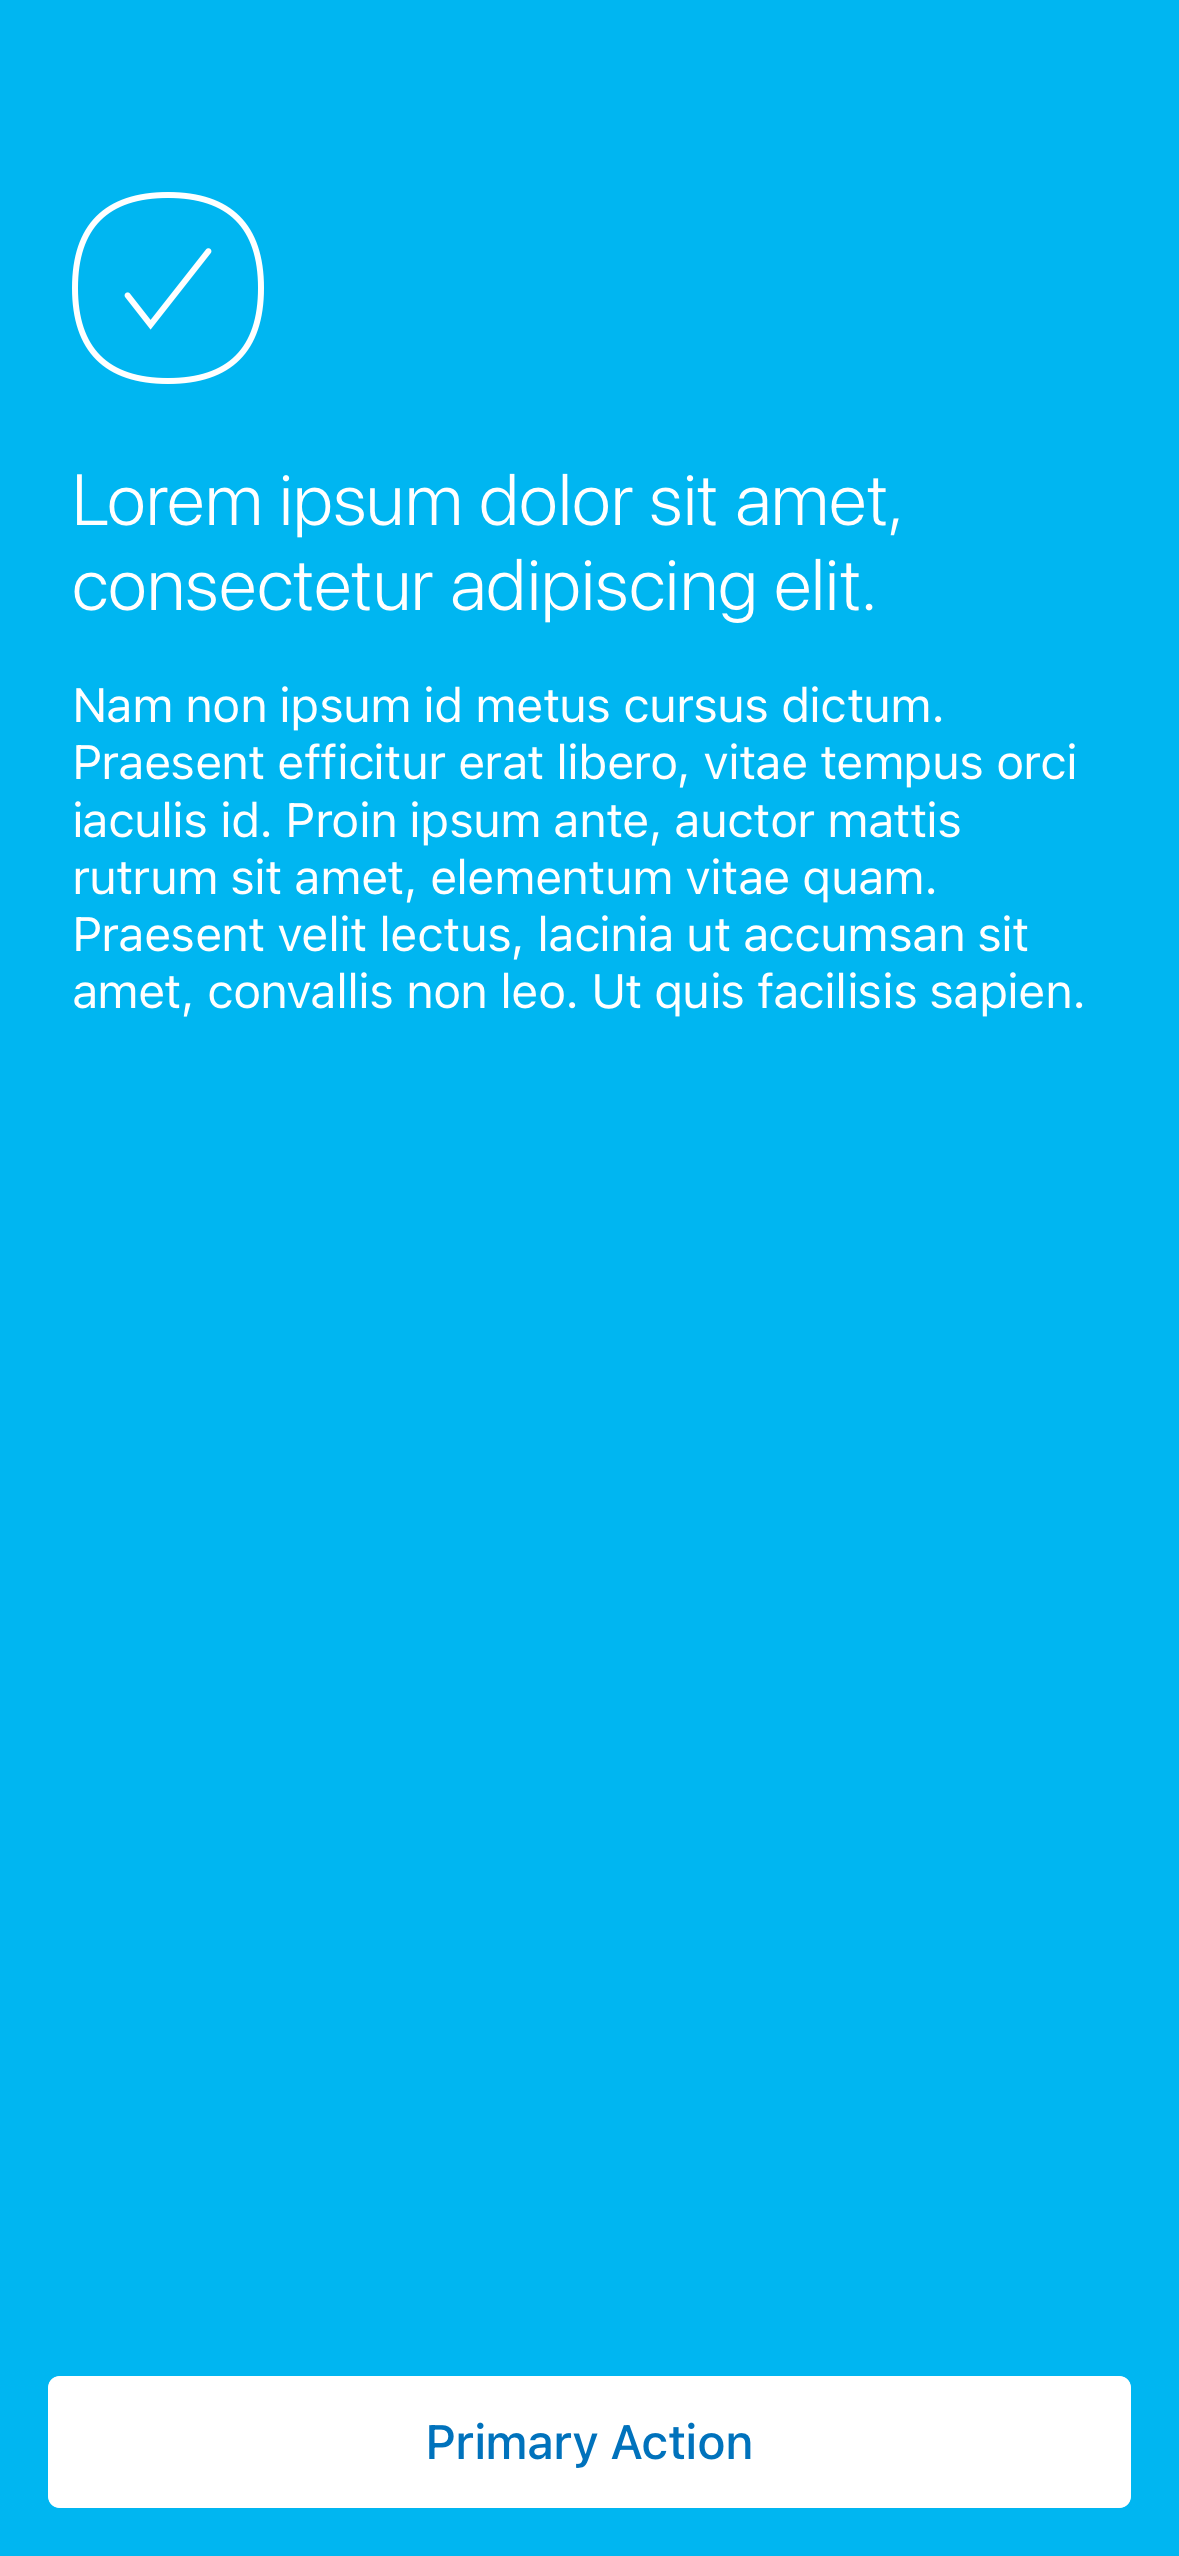 Lorem ipsum dolor sit amet,
consectetur adipiscing elit.
Nam non ipsum id metus cursus dictum.
Praesent efficitur erat libero, vitae tempus orci
iaculis id. Proin ipsum ante, auctor mattis
rutrum sit amet, elementum vitae quam.
Praesent velit lectus, lacinia ut accumsan sit
amet, convallis non leo. Ut quis facilisis sapien.
Primary Action